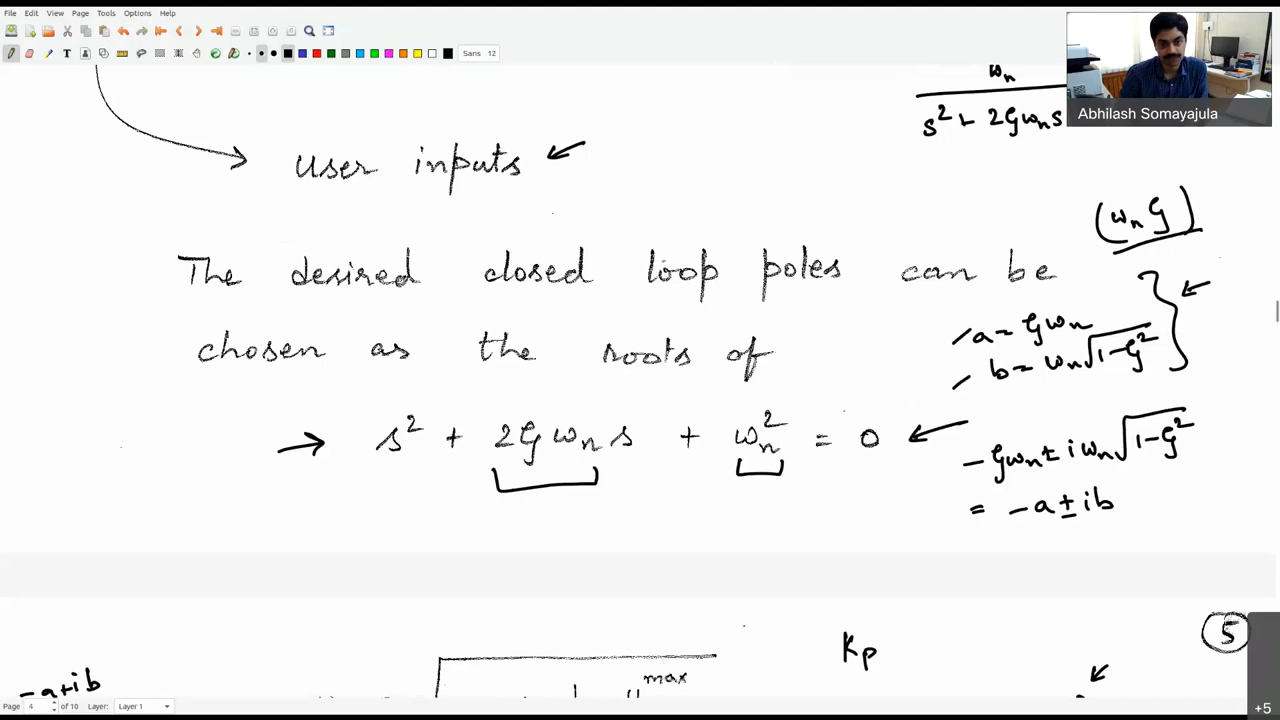 File Edit View Page Tools Options Help
Sans 12
Abhilash Somayajula
ωn
s² + 2ζωn s
User inputs
(ωn ζ)
The desired closed loop poles can be
a = ζωn
chosen as the roots of
b = ωn√1-ζ²
s² + 2ζωn s + ωn² = 0
-ζωn ± iωn√1-ζ²
= -a ± ib
5
Kp
max
-a+ib
Page 4 of 10 Layer: Layer 1
+5